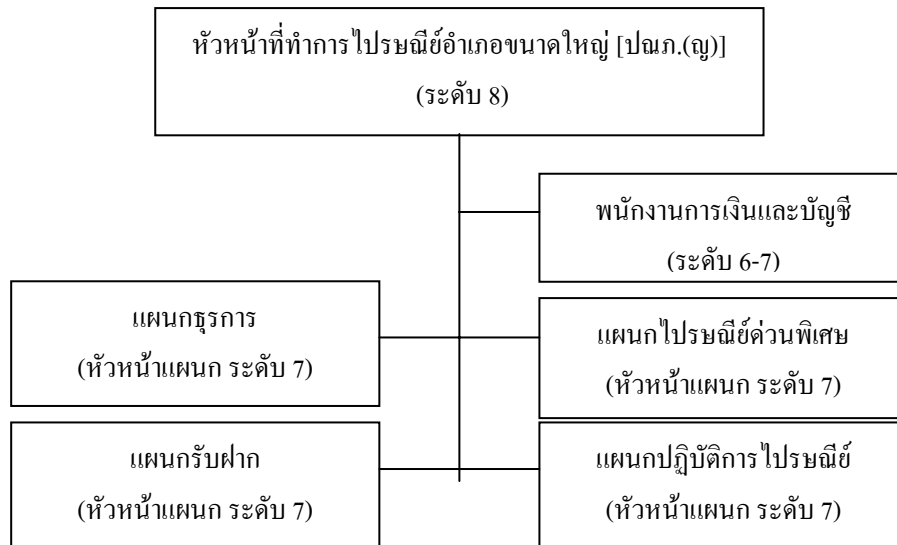 หัวหน้าที่ทำการไปรษณีย์อำเภอขนาดใหญ่ [ปณภ.(ญ)]
(ระดับ 8)
พนักงานการเงินและบัญชี
(ระดับ 6-7)
แผนกธุรการ
(หัวหน้าแผนก ระดับ 7)
แผนกไปรษณีย์ด่วนพิเศษ
(หัวหน้าแผนก ระดับ 7)
แผนกรับฝาก
(หัวหน้าแผนก ระดับ 7)
แผนกปฏิบัติการไปรษณีย์
(หัวหน้าแผนก ระดับ 7)